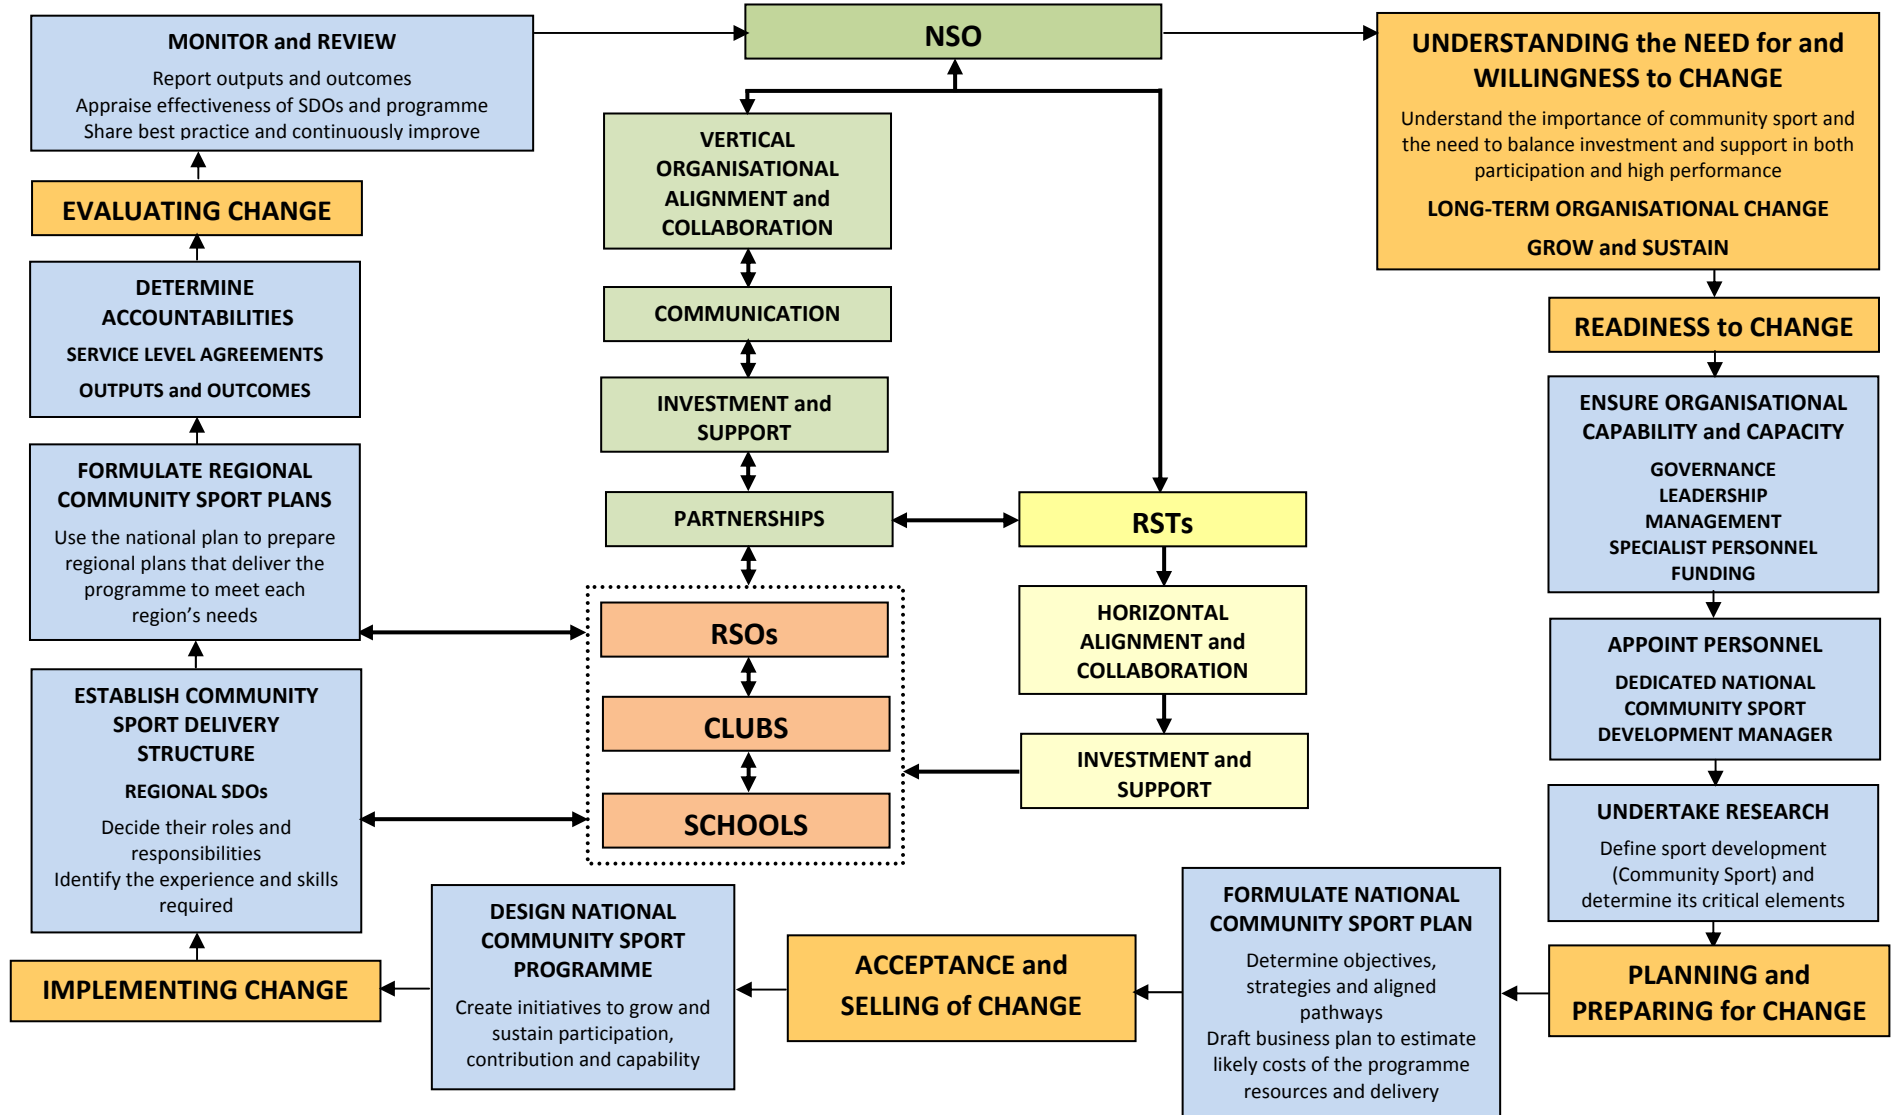 MONITOR and REVIEW
Report outputs and outcomes
Appraise effectiveness of SDOs and programme
Share best practice and continuously improve
NSO
UNDERSTANDING the NEED for and
WILLINGNESS to CHANGE
Understand the importance of community sport and
the need to balance investment and support in both
participation and high performance
LONG-TERM ORGANISATIONAL CHANGE
GROW and SUSTAIN
READINESS to CHANGE
ENSURE ORGANISATIONAL
CAPABILITY and CAPACITY
GOVERNANCE
LEADERSHIP
MANAGEMENT
SPECIALIST PERSONNEL
FUNDING
APPOINT PERSONNEL
DEDICATED NATIONAL
COMMUNITY SPORT
DEVELOPMENT MANAGER
UNDERTAKE RESEARCH
Define sport development
(Community Sport) and
determine its critical elements
PLANNING and
PREPARING for CHANGE
FORMULATE NATIONAL
COMMUNITY SPORT PLAN
Determine objectives,
strategies and aligned
pathways
Draft business plan to estimate
likely costs of the programme
resources and delivery
ACCEPTANCE and
SELLING of CHANGE
DESIGN NATIONAL
COMMUNITY SPORT
PROGRAMME
Create initiatives to grow and
sustain participation,
contribution and capability
IMPLEMENTING CHANGE
ESTABLISH COMMUNITY
SPORT DELIVERY
STRUCTURE
REGIONAL SDOs
Decide their roles and
responsibilities
Identify the experience and skills
required
FORMULATE REGIONAL
COMMUNITY SPORT PLANS
Use the national plan to prepare
regional plans that deliver the
programme to meet each
region’s needs
DETERMINE
ACCOUNTABILITIES
SERVICE LEVEL AGREEMENTS
OUTPUTS and OUTCOMES
EVALUATING CHANGE
VERTICAL
ORGANISATIONAL
ALIGNMENT and
COLLABORATION
COMMUNICATION
INVESTMENT and
SUPPORT
PARTNERSHIPS
RSTs
HORIZONTAL
ALIGNMENT and
COLLABORATION
INVESTMENT and
SUPPORT
RSOs
CLUBS
SCHOOLS